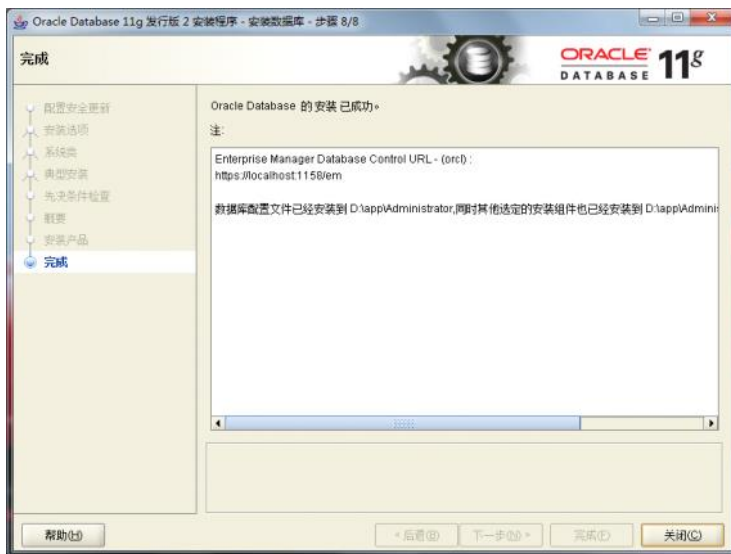 Oracle Database 11g 发行版 2 安装程序 - 安装数据库 - 步骤 8/8
完成
ORACLE
DATABASE
11g
配置安全更新
安装选项
系统类
典型安装
先决条件检查
概要
安装产品
完成
Oracle Database 的 安装 已成功。
注:
Enterprise Manager Database Control URL - (orcl) :
https://localhost:1158/em
数据库配置文件已经安装到 D:\app\Administrator,同时其他选定的安装组件也已经安装到 D:\app\Adminis
帮助(H)
< 后退(B)
下一步(N) >
完成(F)
关闭(C)